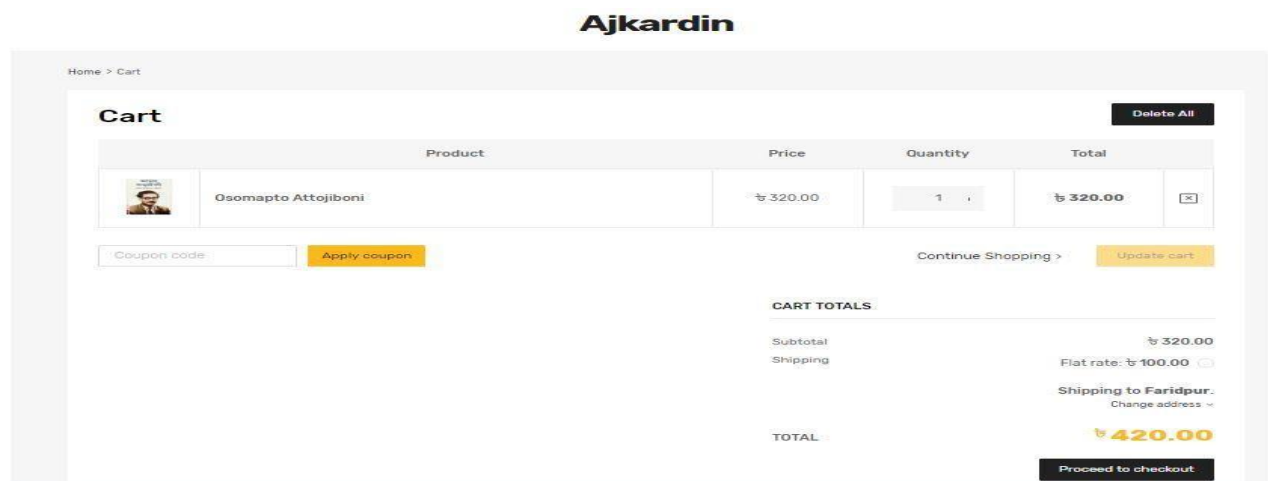 Ajkardin
Home > Cart
Cart
Delete All
Product Price Quantity Total
Osomapto Attojiboni ৳ 320.00 1 ৳ 320.00
Coupon code Apply coupon Continue Shopping > Update cart
CART TOTALS
Subtotal ৳ 320.00
Shipping Flat rate: ৳ 100.00
Shipping to Faridpur.
Change address
TOTAL ৳ 420.00
Proceed to checkout